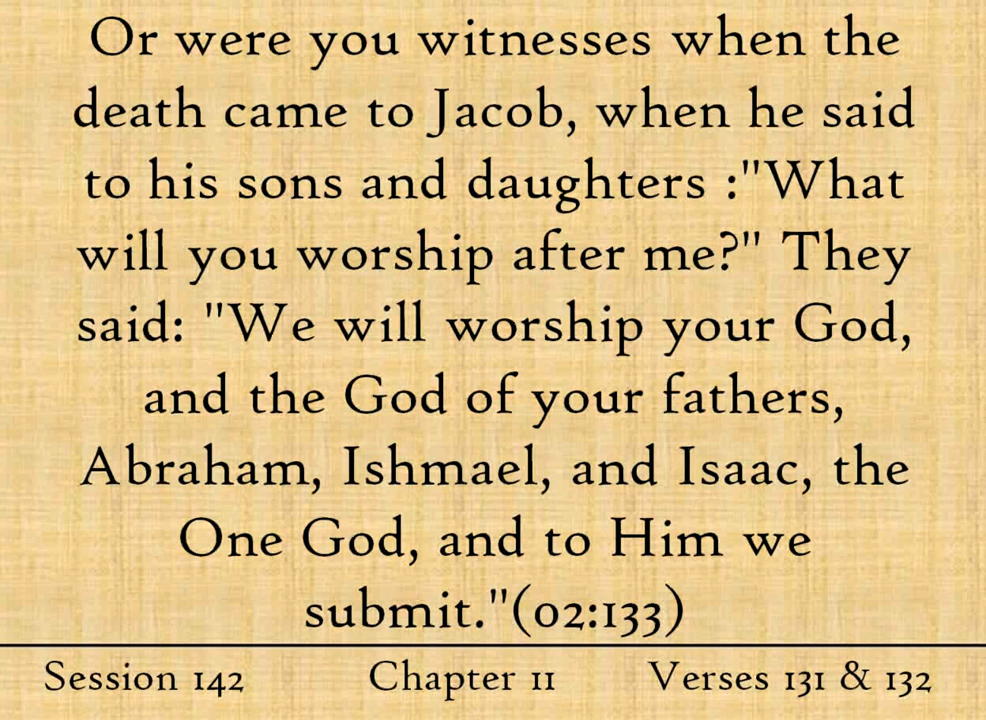 Or were you witnesses when the
death came to Jacob, when he said
to his sons and daughters :"What
will you worship after me?" They
said: "We will worship your God,
and the God of your fathers,
Abraham, Ishmael, and Isaac, the
One God, and to Him we
submit."(02:133)
Session 142 Chapter 11 Verses 131 & 132